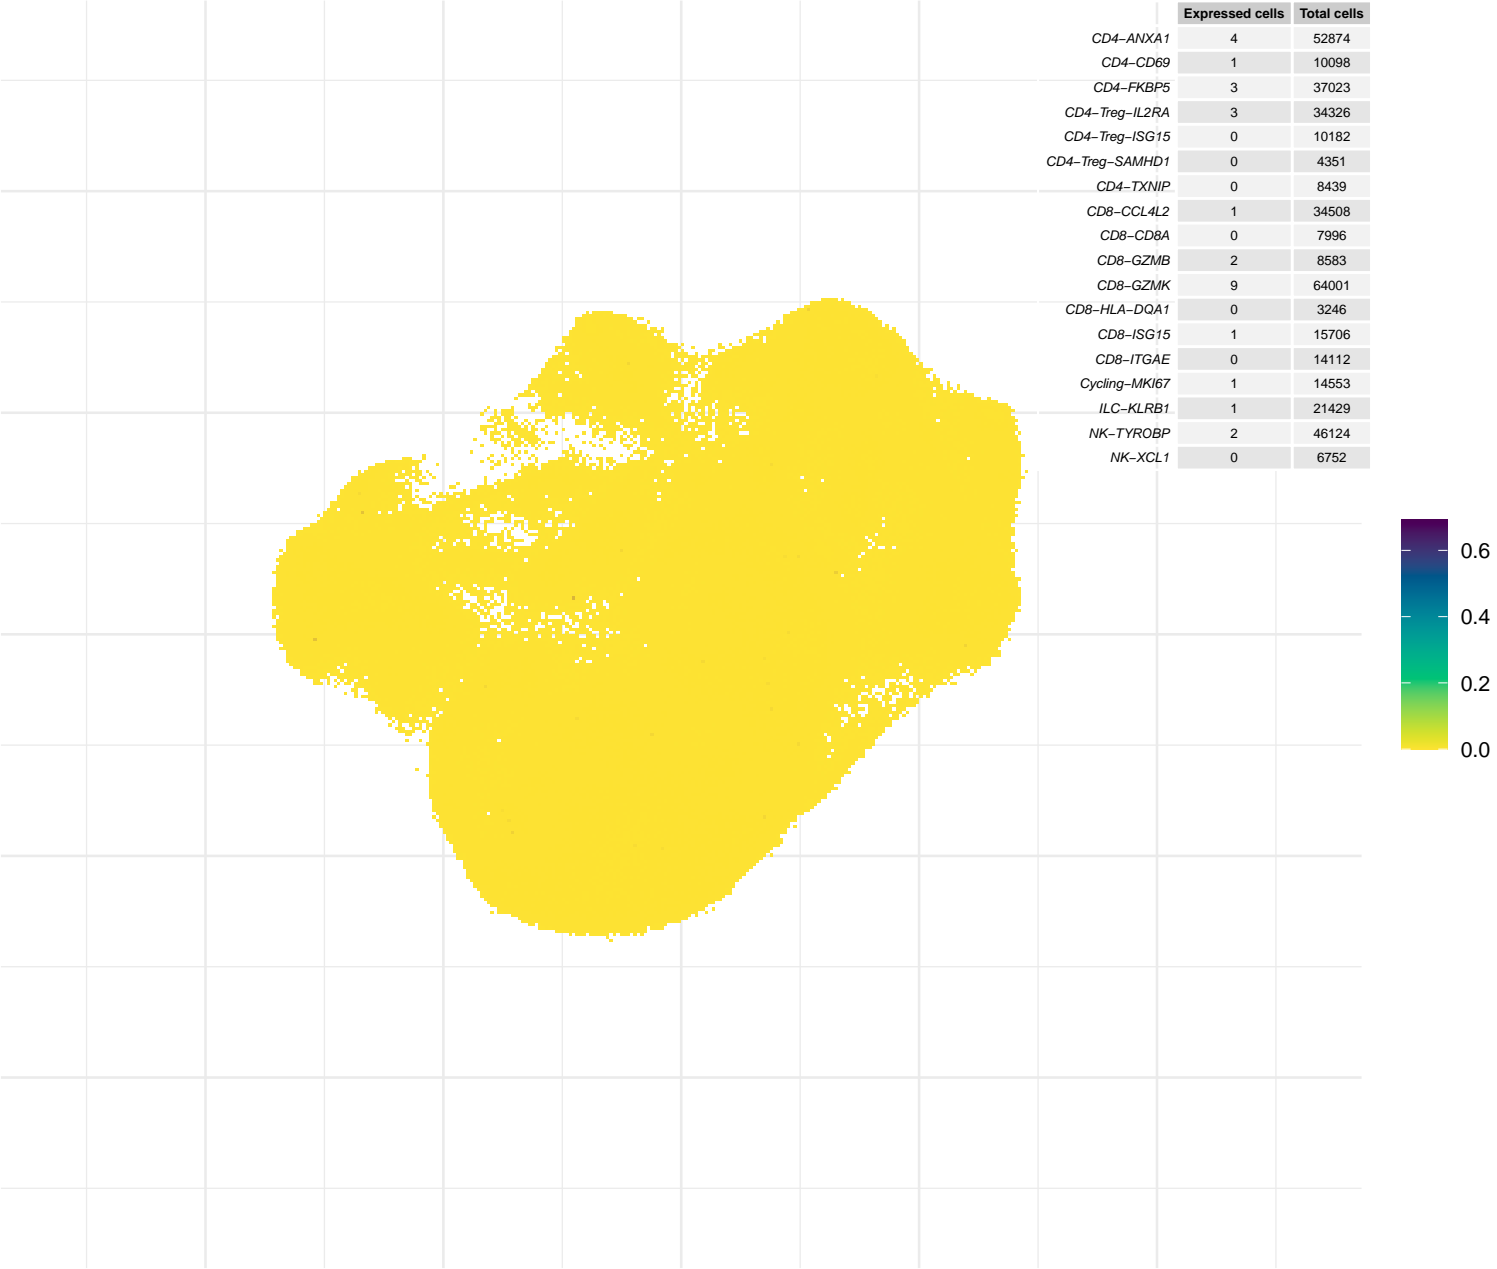 Expressed cells Total cells
CD4−ANXA1 4 52874
CD4−CD69 1 10098
CD4−FKBP5 3 37023
CD4−Treg−IL2RA 3 34326
CD4−Treg−ISG15 0 10182
CD4−Treg−SAMHD1 0 4351
CD4−TXNIP 0 8439
CD8−CCL4L2 1 34508
CD8−CD8A 0 7996
CD8−GZMB 2 8583
CD8−GZMK 9 64001
CD8−HLA−DQA1 0 3246
CD8−ISG15 1 15706
CD8−ITGAE 0 14112
Cycling−MKI67 1 14553
ILC−KLRB1 1 21429
NK−TYROBP 2 46124
NK−XCL1 0 6752
0.6
0.4
0.2
0.0